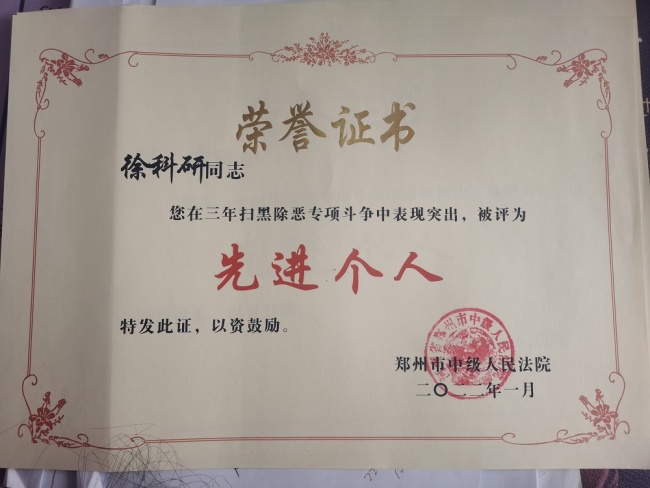 荣誉证书
徐科研同志
您在三年扫黑除恶专项斗争中表现突出，被评为
先进个人
特发此证，以资鼓励。
郑州市中级人民法院
二〇二二年一月